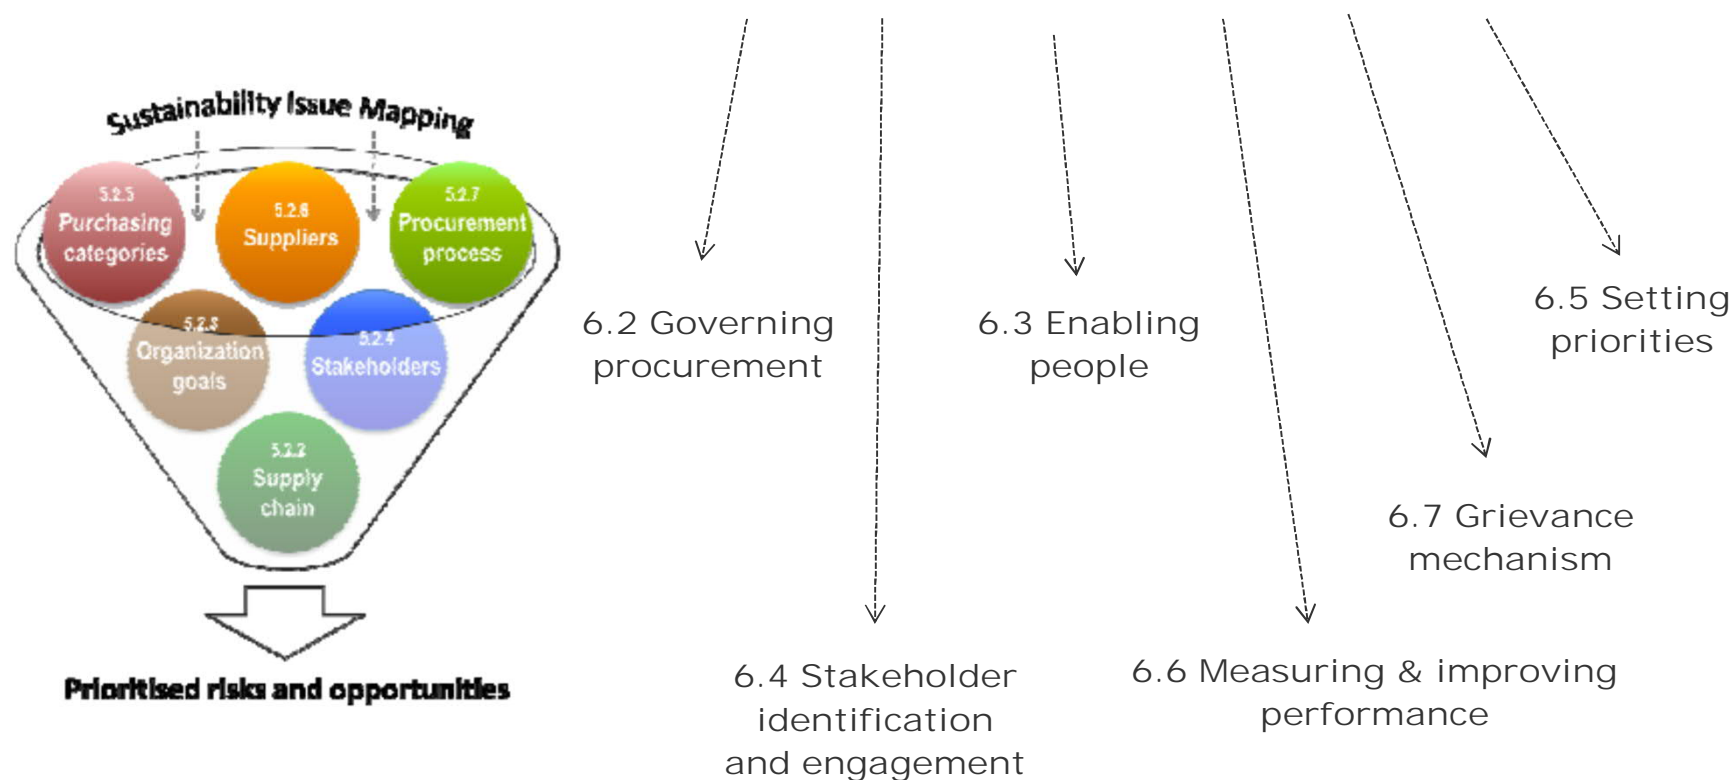 Sustainability Issue Mapping
5.2.5
Purchasing
categories
5.2.6
Suppliers
5.2.7
Procurement
process
5.2.3
Organization
goals
5.2.4
Stakeholders
5.2.2
Supply
chain
Prioritised risks and opportunities
6.2 Governing
procurement
6.3 Enabling
people
6.5 Setting
priorities
6.7 Grievance
mechanism
6.4 Stakeholder
identification
and engagement
6.6 Measuring & improving
performance